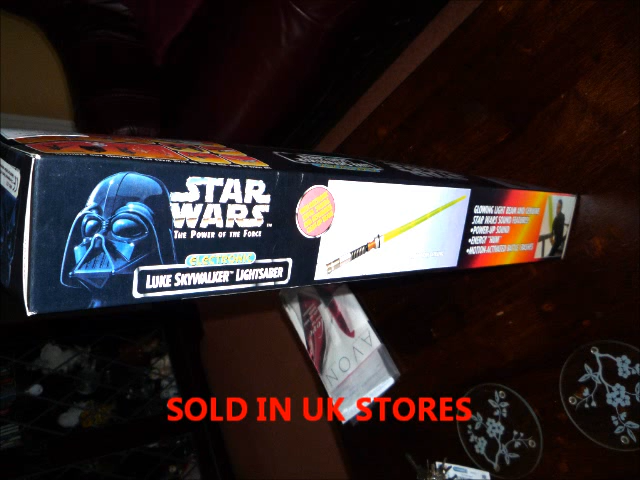 STAR
WARS
THE POWER OF THE FORCE
ELECTRONIC
LUKE SKYWALKER™ LIGHTSABER
GLOWING LIGHT BEAM AND GENUINE
STAR WARS SOUND FEATURES:
•POWER-UP SOUND
•ENERGY "HUM"
•MOTION-ACTIVATED BATTLE SOUNDS
AVON
SOLD IN UK STORES